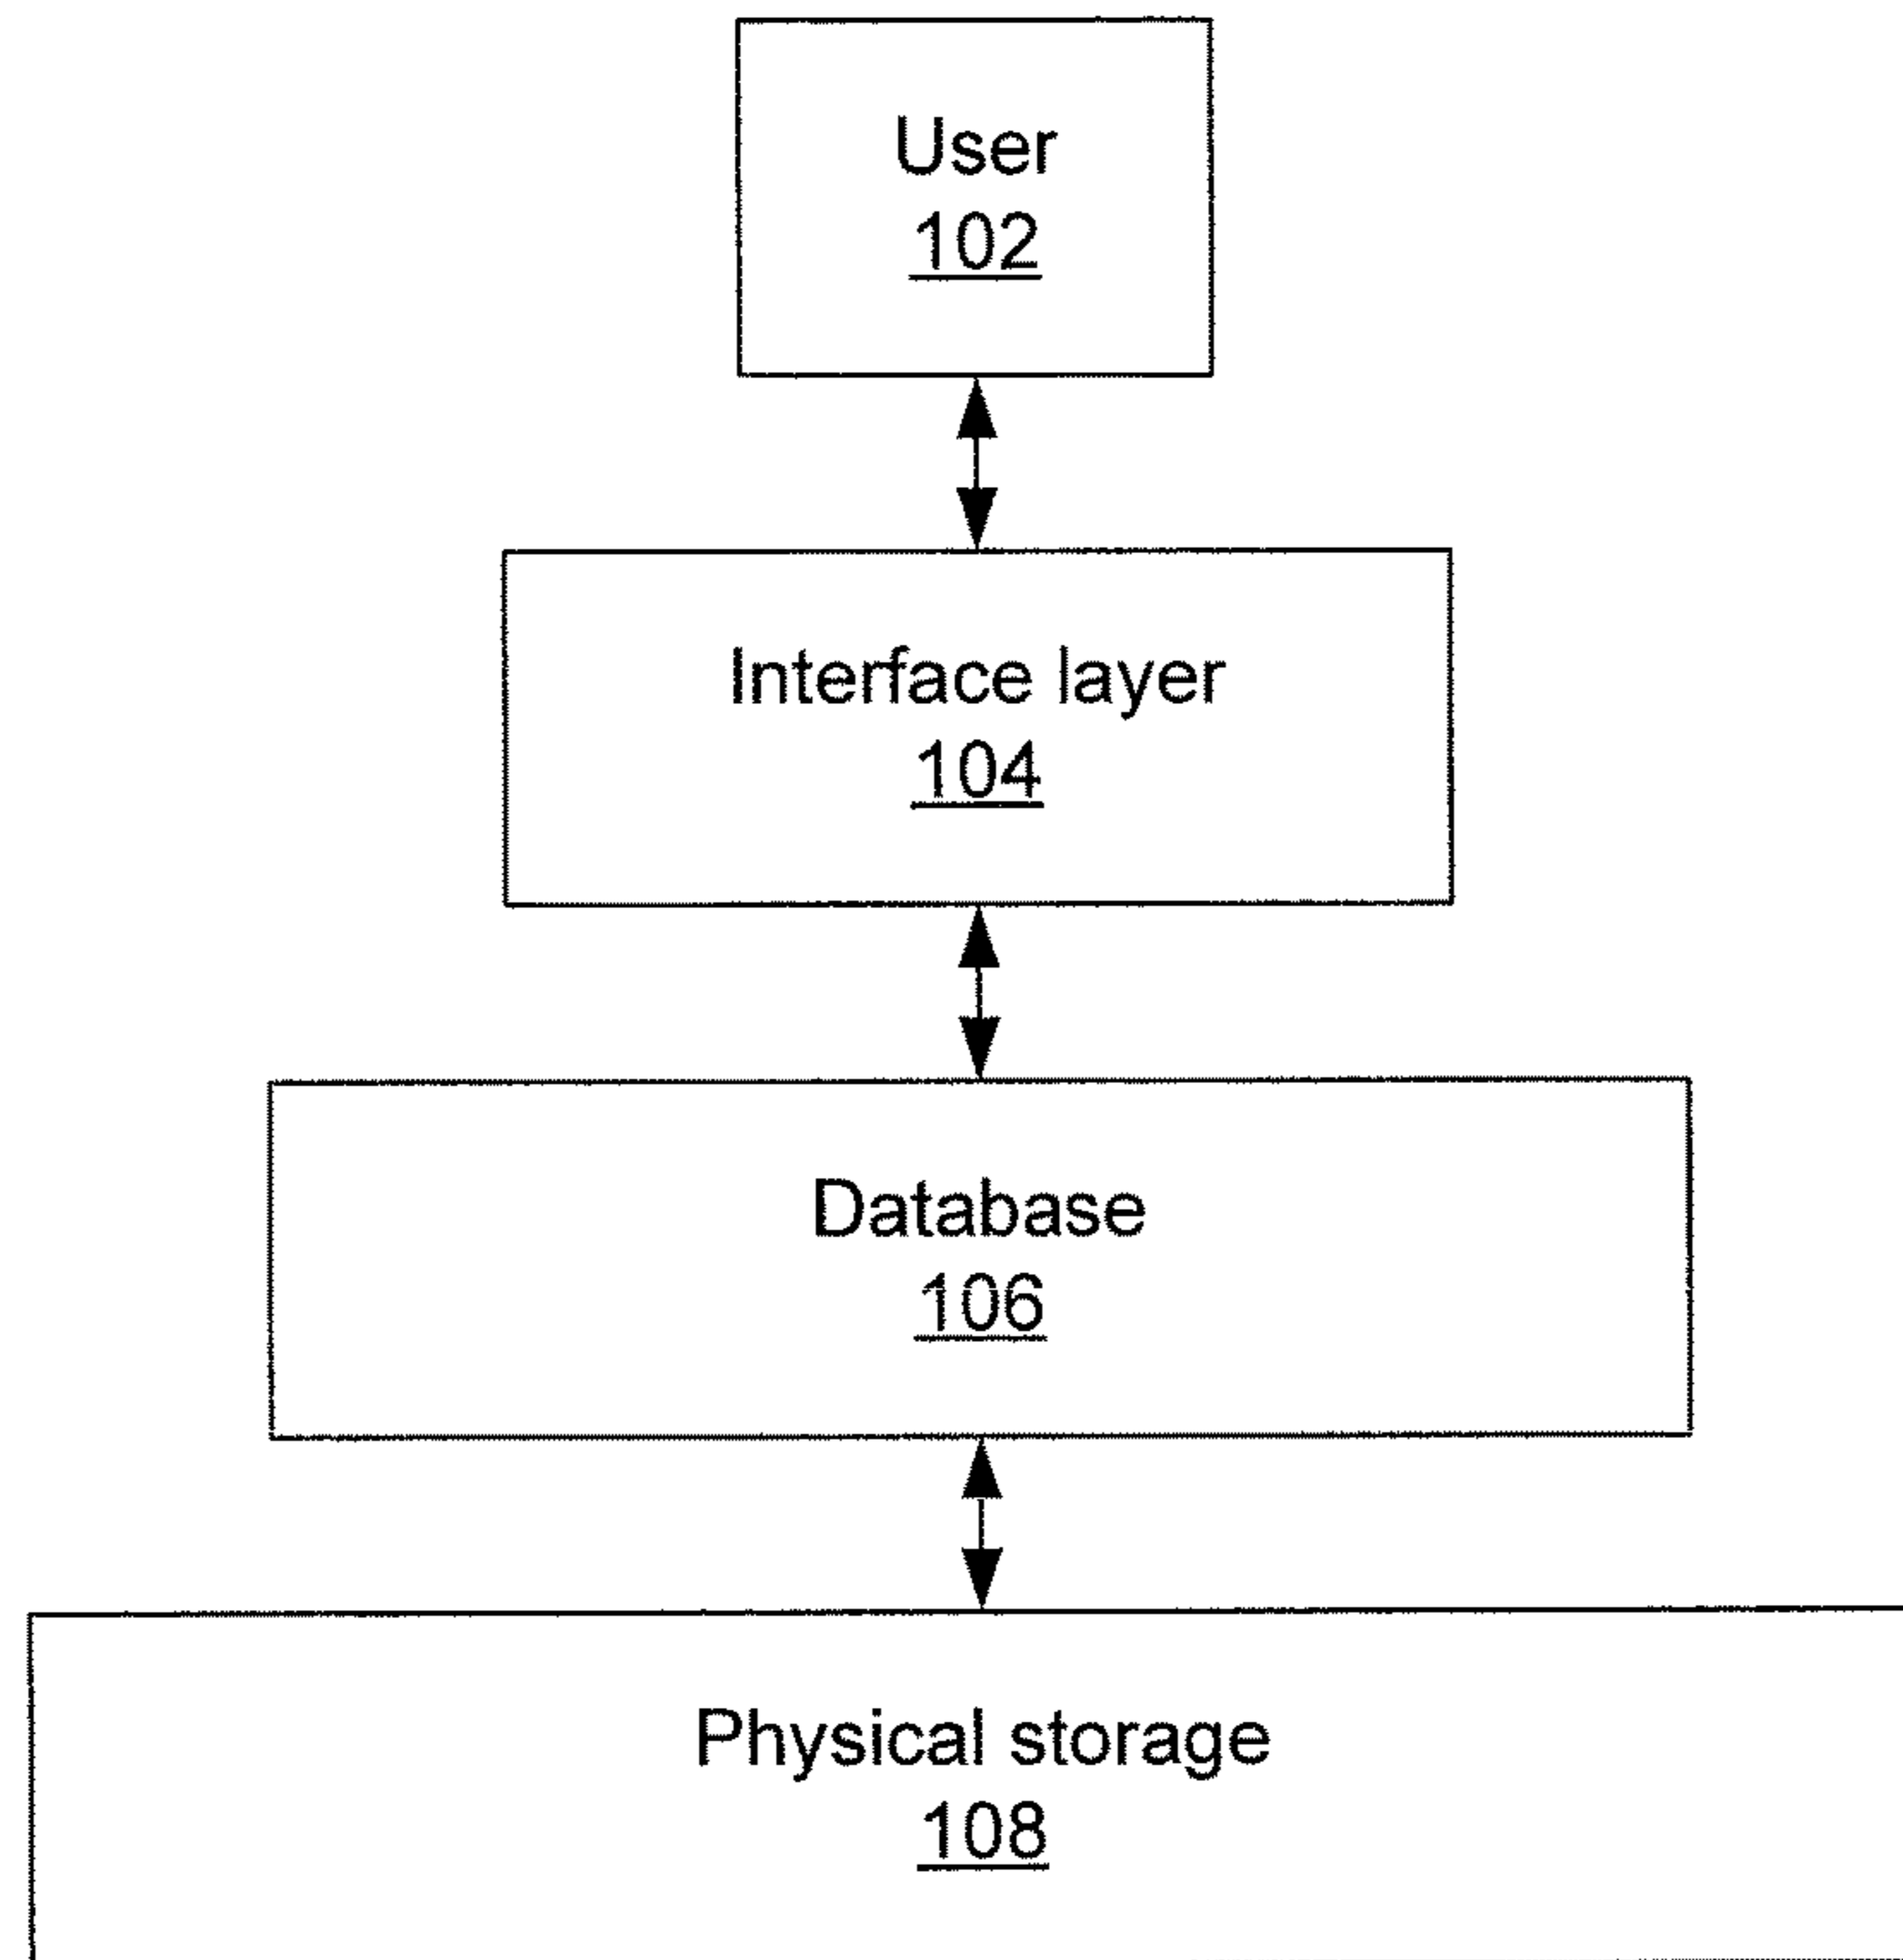 User
102
Interface layer
104
Database
106
Physical storage
108